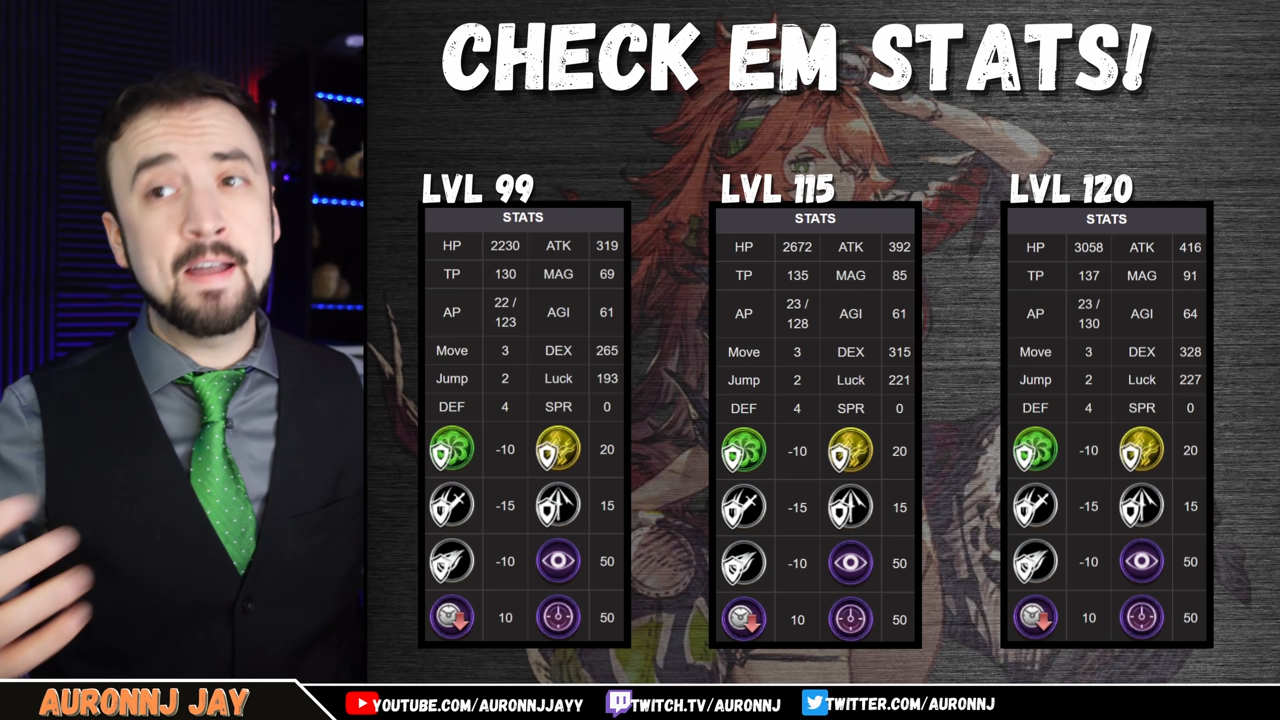 CHECK EM STATS!
LVL 99
STATS
HP 2230 ATK 319
TP 130 MAG 69
AP 22 / 123 AGI 61
Move 3 DEX 265
Jump 2 Luck 193
DEF 4 SPR 0
-10 20
-15 15
-10 50
10 50
LVL 115
STATS
HP 2672 ATK 392
TP 135 MAG 85
AP 23 / 128 AGI 61
Move 3 DEX 315
Jump 2 Luck 221
DEF 4 SPR 0
-10 20
-15 15
-10 50
10 50
LVL 120
STATS
HP 3058 ATK 416
TP 137 MAG 91
AP 23 / 130 AGI 64
Move 3 DEX 328
Jump 2 Luck 227
DEF 4 SPR 0
-10 20
-15 15
-10 50
10 50
AURONNJ JAY YOUTUBE.COM/AURONNJJAYY TWITCH.TV/AURONNJ TWITTER.COM/AURONNJ